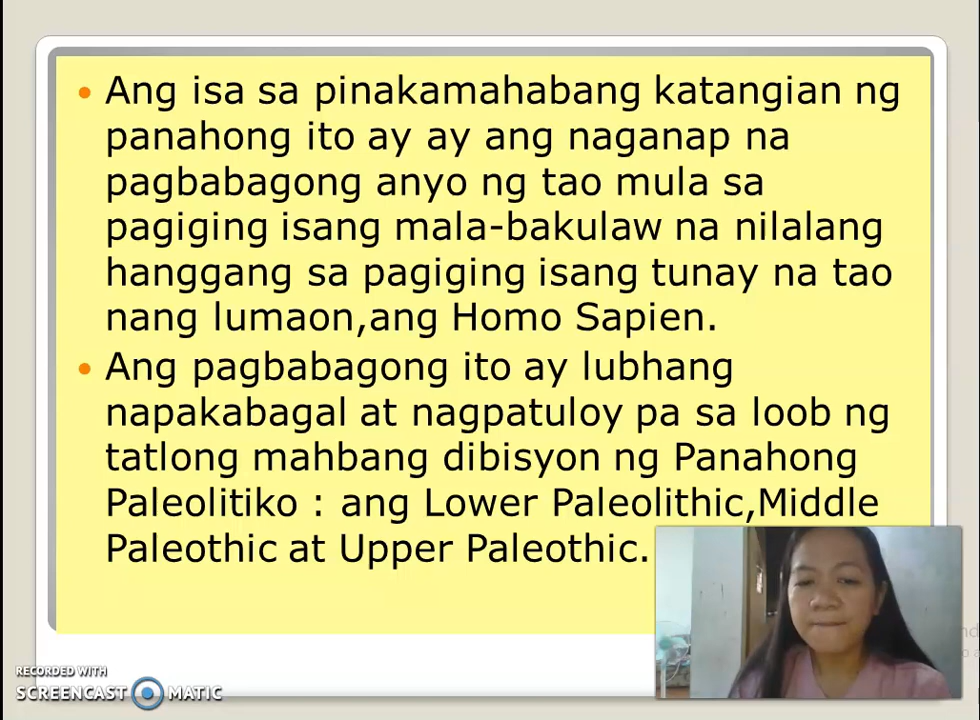 Ang isa sa pinakamahabang katangian ng
panahong ito ay ay ang naganap na
pagbabagong anyo ng tao mula sa
pagiging isang mala-bakulaw na nilalang
hanggang sa pagiging isang tunay na tao
nang lumaon,ang Homo Sapien.
Ang pagbabagong ito ay lubhang
napakabagal at nagpatuloy pa sa loob ng
tatlong mahbang dibisyon ng Panahong
Paleolitiko : ang Lower Paleolithic,Middle
Paleothic at Upper Paleothic.
RECORDED WITH
SCREENCAST MATIC